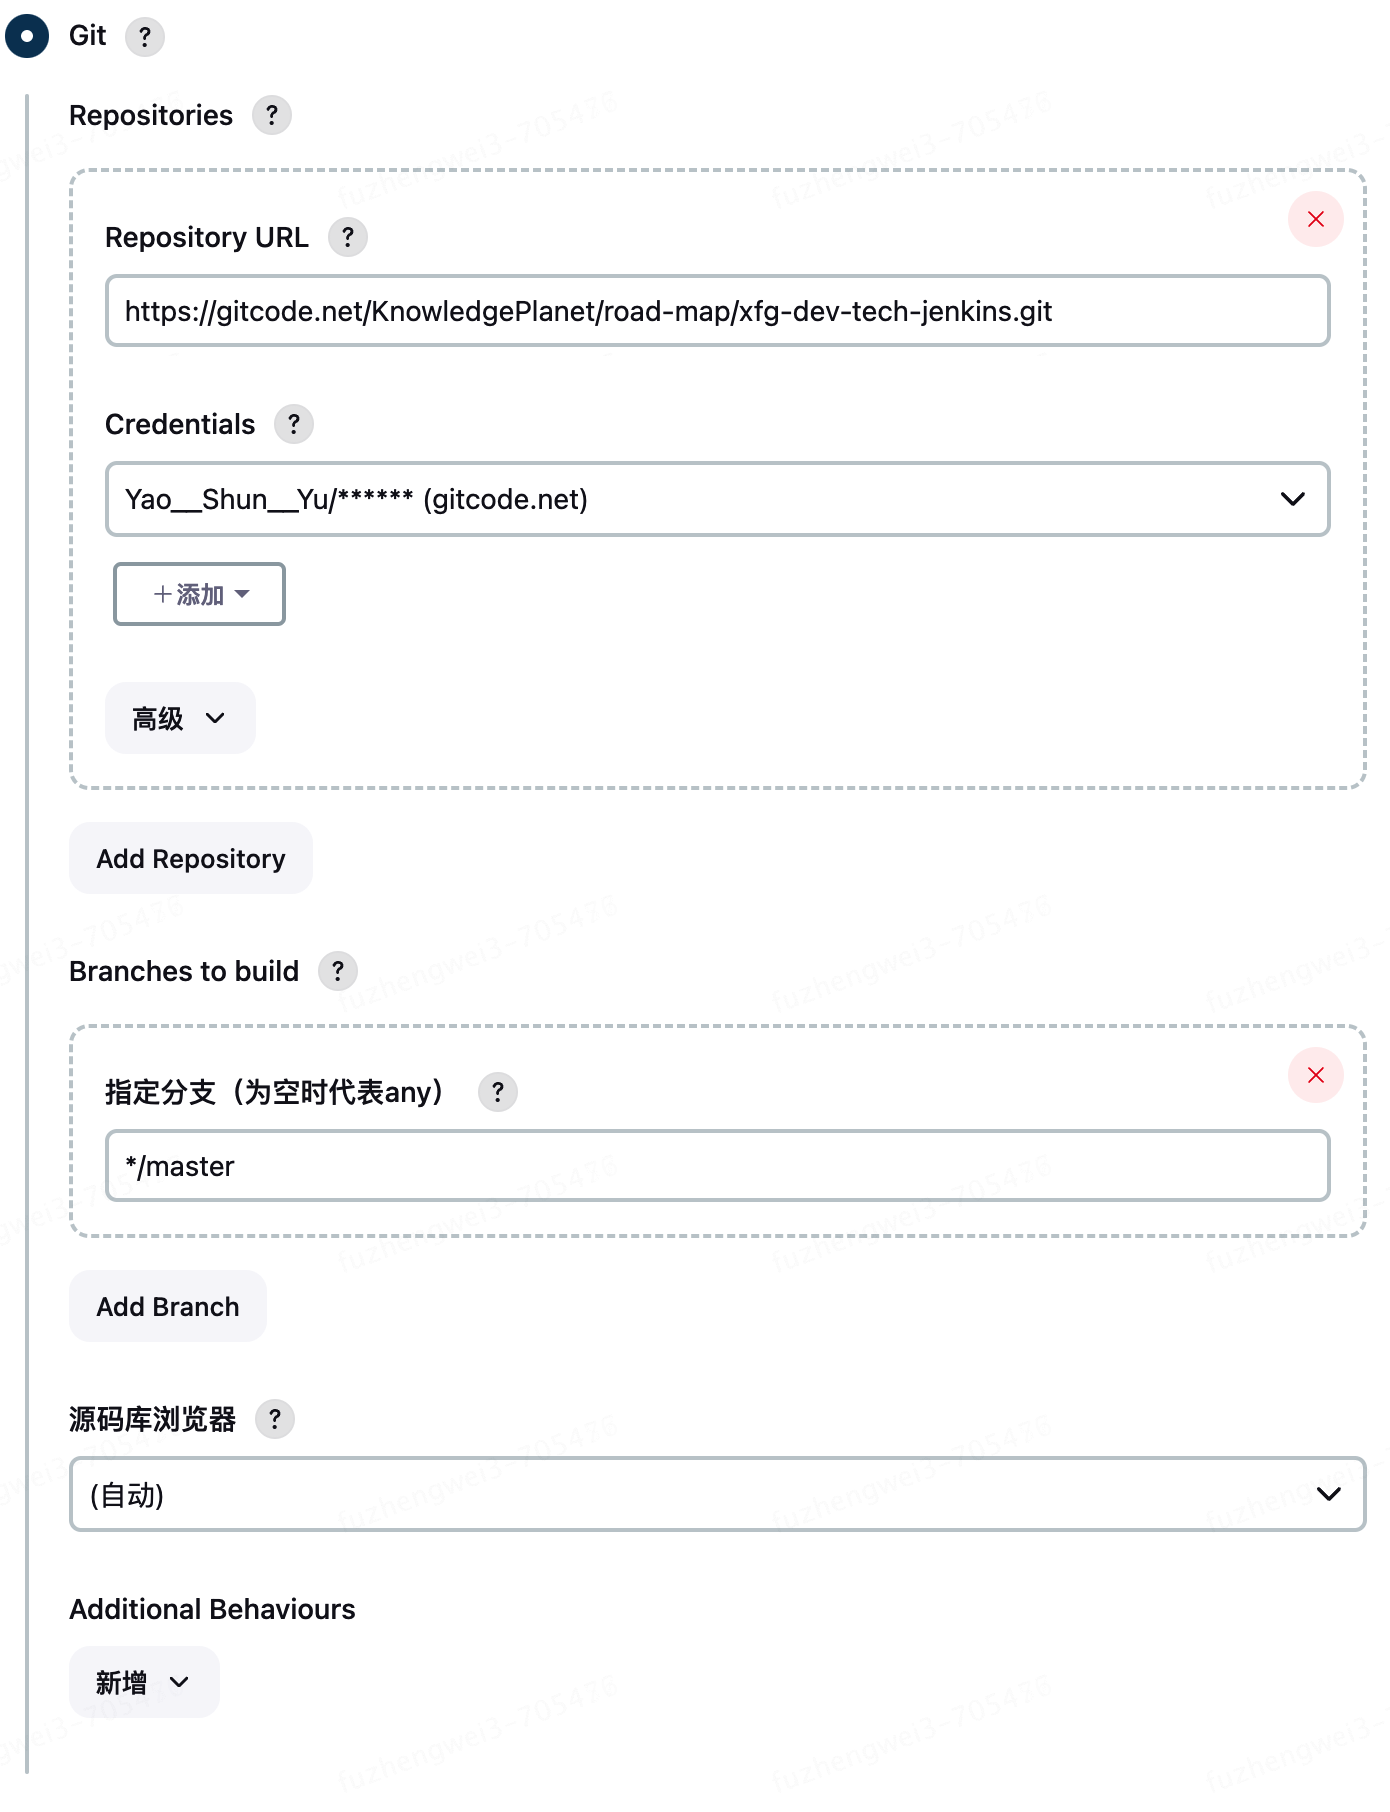 Git ?
Repositories ?
Repository URL ?
https://gitcode.net/KnowledgePlanet/road-map/xfg-dev-tech-jenkins.git
Credentials ?
Yao__Shun__Yu/****** (gitcode.net)
+添加
高级
Add Repository
Branches to build ?
指定分支（为空时代表any） ?
*/master
Add Branch
源码库浏览器 ?
(自动)
Additional Behaviours
新增
fuzhengwei3-705476